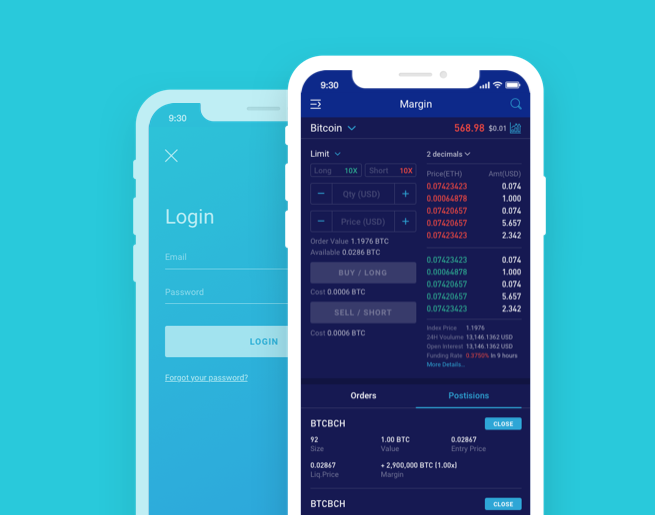 9:30
Login
Email
Password
LOGIN
Forgot your password?
9:30
Margin
Bitcoin 568.98 $0.01
Limit 2 decimals
Long 10X Short 10X Price(ETH) Amt(USD)
0.07423423 0.074
− Qty (USD) + 0.00064878 1.000
0.07420657 0.074
− Price (USD) + 0.07420657 5.657
0.07423423 2.342
Order Value 1.1976 BTC
Available 0.0286 BTC
0.07423423 0.074
BUY / LONG 0.00064878 1.000
0.07420657 0.074
Cost 0.0006 BTC 0.07420657 5.657
SELL / SHORT 0.07423423 2.342
Cost 0.0006 BTC
Index Price 1.1976
24H Voulume 13,146.1362 USD
Open Interest 13,146.1362 USD
Funding Rate 0.3750% in 9 hours
More Details...
Orders Postisions
BTCBCH CLOSE
92 1.00 BTC 0.02867
Size Value Entry Price
0.02867 + 2,900,000 BTC (1.00x)
Liq.Price Margin
BTCBCH CLOSE